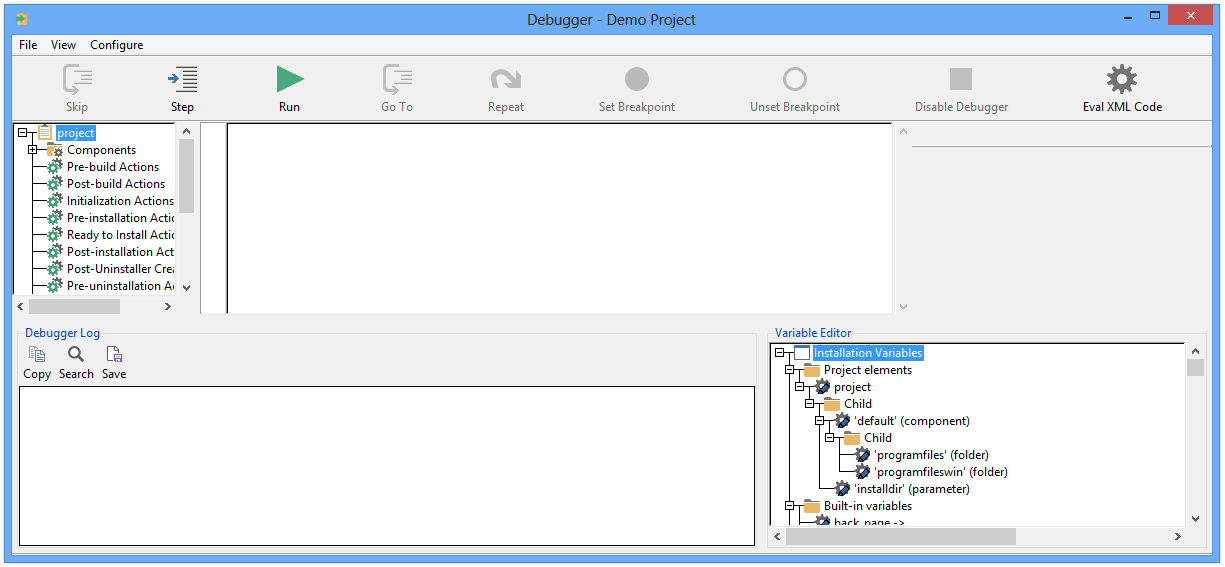 Debugger - Demo Project
File View Configure
Skip Step Run Go To Repeat Set Breakpoint Unset Breakpoint Disable Debugger Eval XML Code
project
Components
Pre-build Actions
Post-build Actions
Initialization Actions
Pre-installation Actic
Ready to Install Actic
Post-installation Act
Post-Uninstaller Crea
Pre-uninstallation A
Debugger Log
Copy Search Save
Variable Editor
Installation Variables
Project elements
project
Child
'default' (component)
Child
'programfiles' (folder)
'programfileswin' (folder)
'installdir' (parameter)
Built-in variables
back_page ->